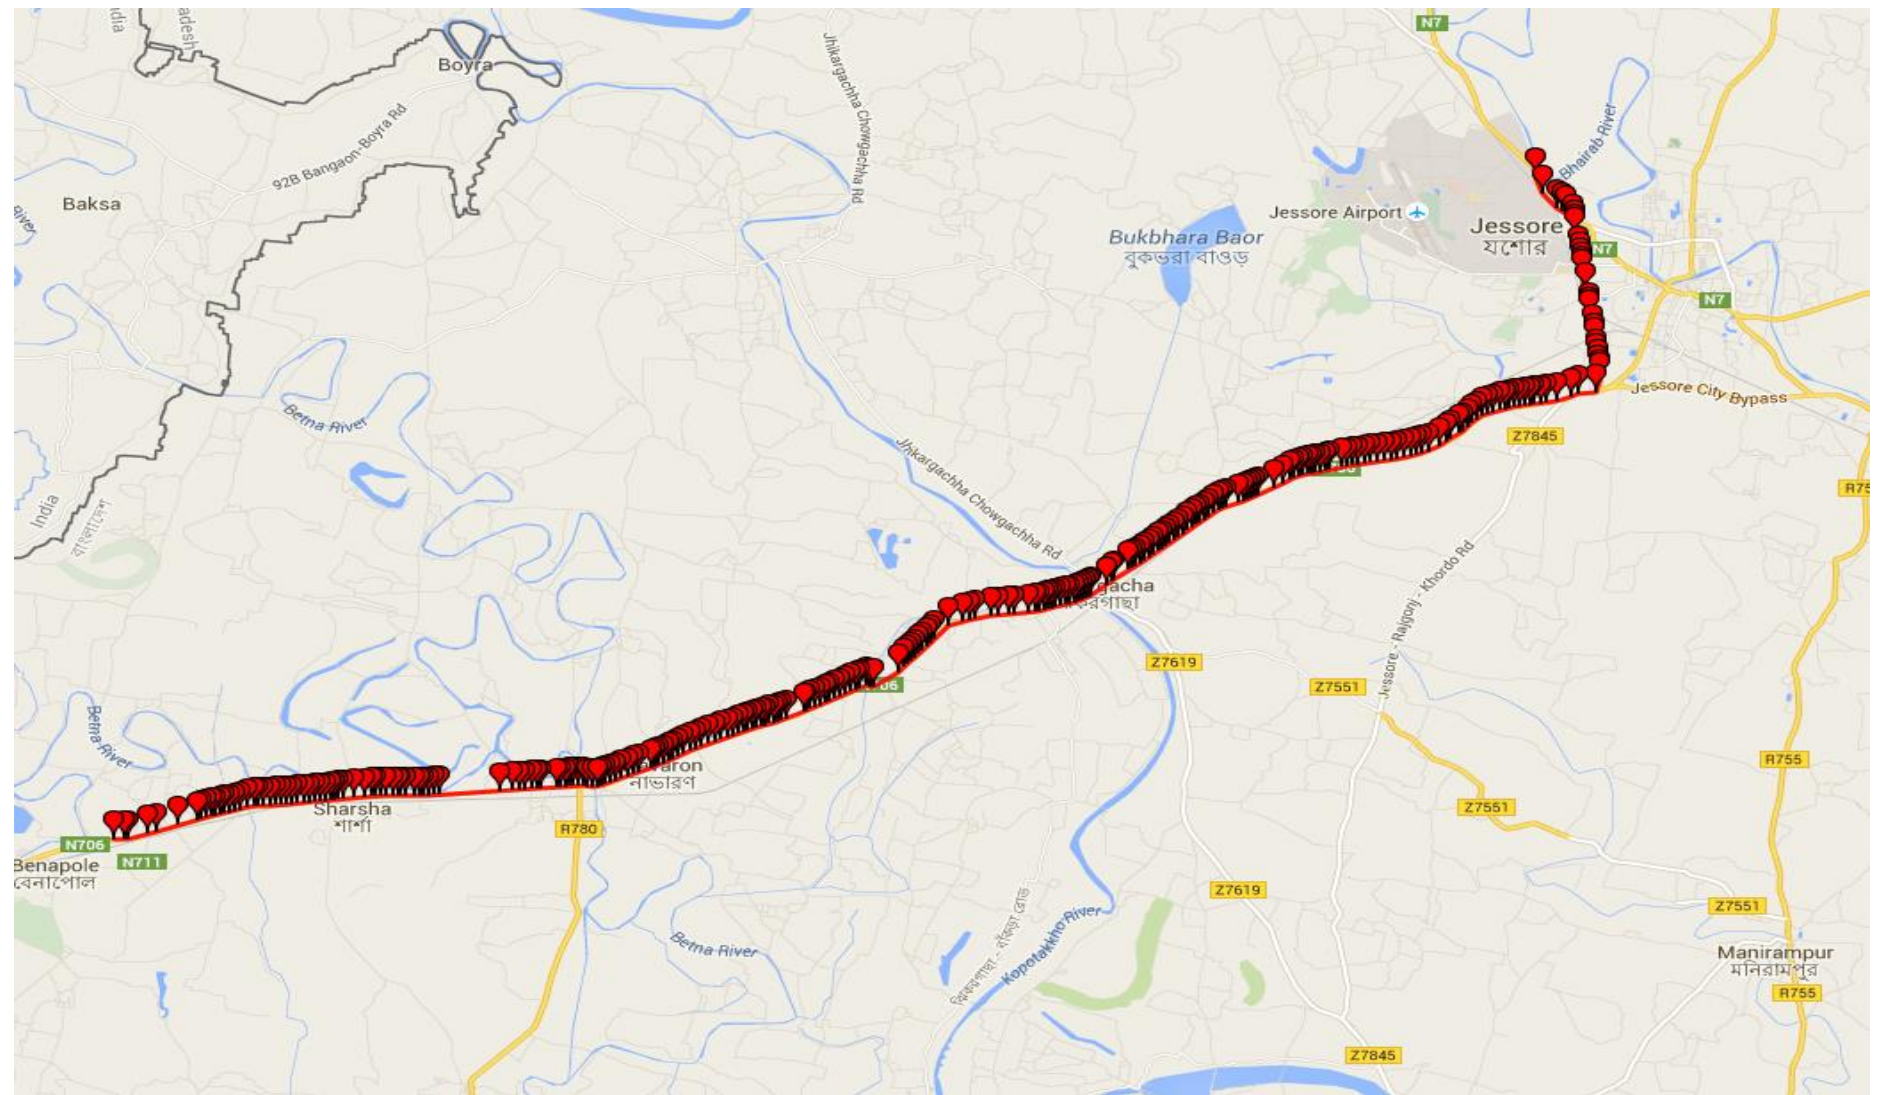 India
N7
Jhikargachha Chowgachha Rd
Boyra
92B Bangaon-Boyra Rd
Bhairab River
Baksa
River
Jessore Airport
Jessore
যশোর
Bukbhara Baor
বুকভরা বাওড়
N7
N7
Jessore City Bypass
Betna River
Z7845
Jhikargachha Chowgachha Rd
India
বাংলাদেশ
Jessore - Rajgonj - Khordo Rd
Z7619
Z7551
Betna River
নাভারণ
R755
Sharsha
শার্শা
Z7551
R780
N706
N711
Benapole
বেনাপোল
Z7619
Z7551
Betna River
Kopotakkho River
Manirampur
মনিরামপুর
R755
Z7845